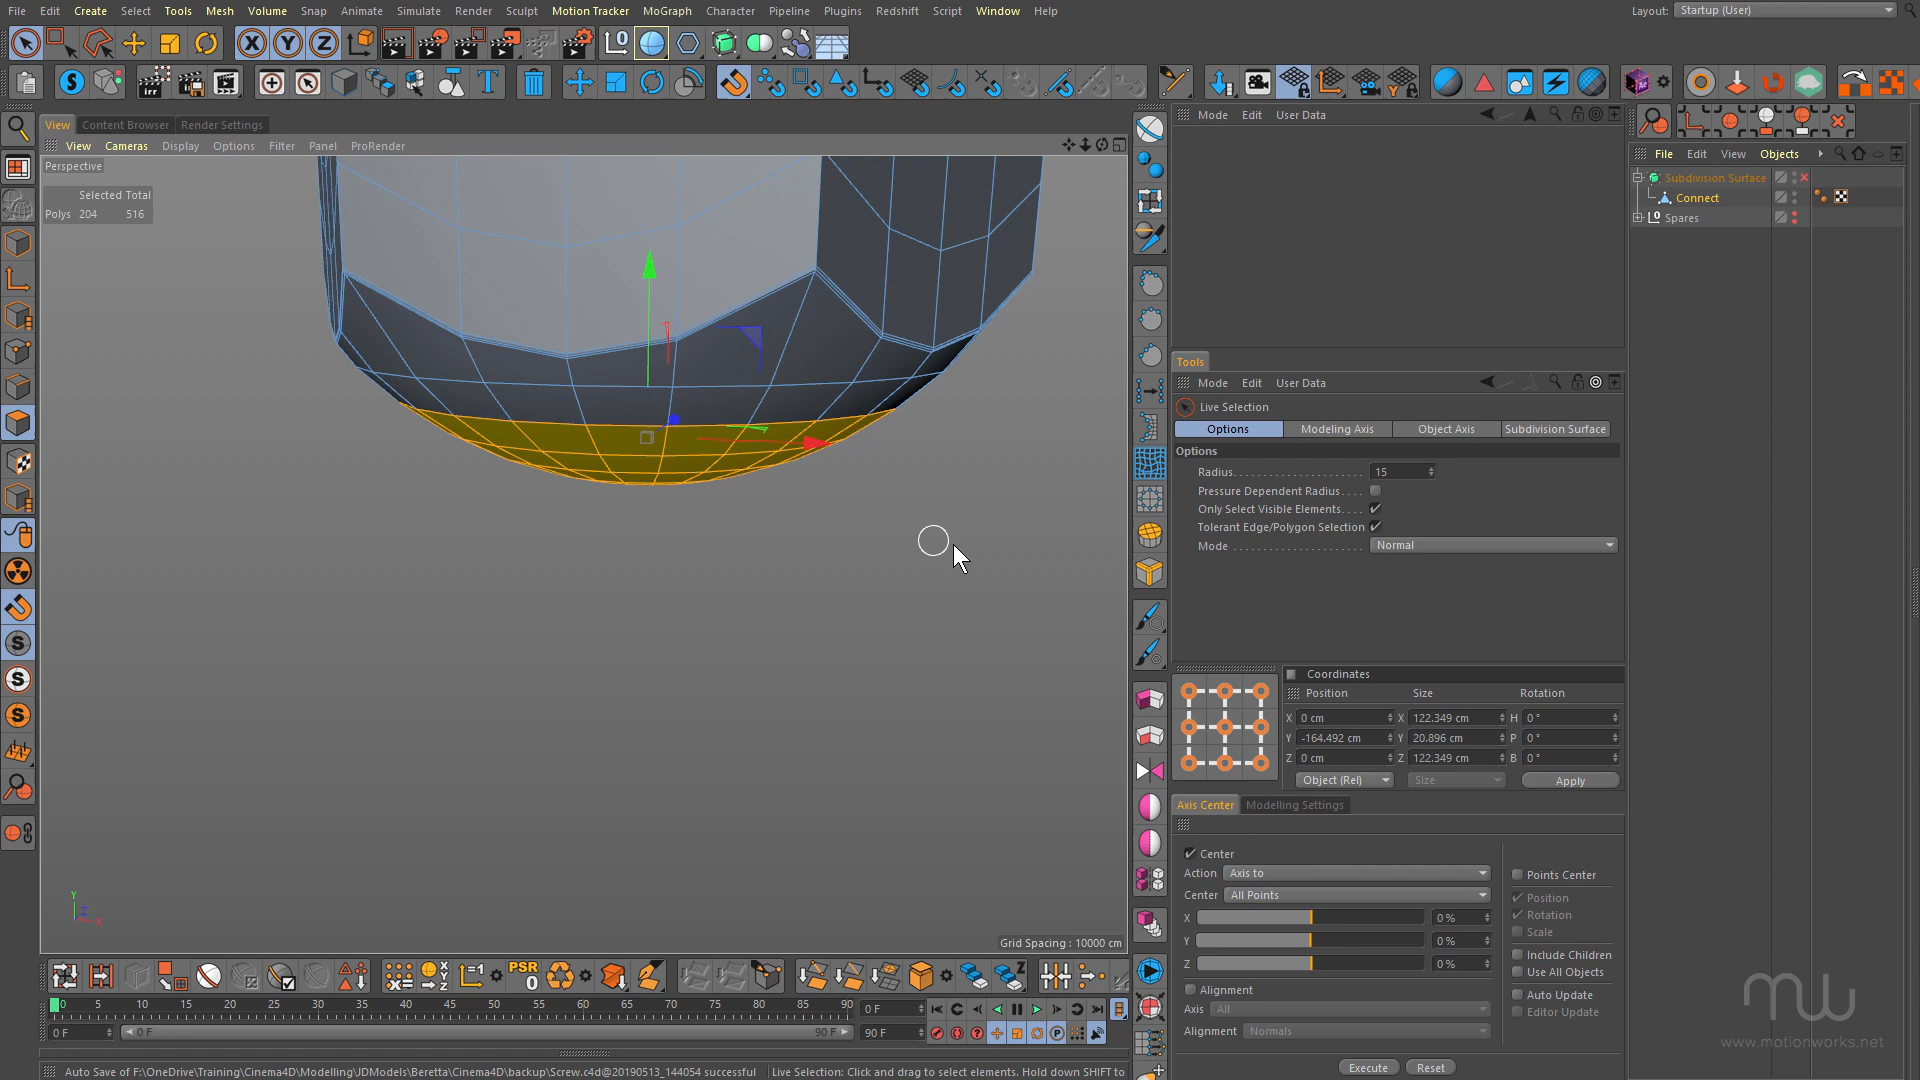 File Edit Create Select Tools Mesh Volume Snap Animate Simulate Render Sculpt Motion Tracker MoGraph Character Pipeline Plugins Redshift Script Window Help
Layout: Startup (User)
View Content Browser Render Settings
View Cameras Display Options Filter Panel ProRender
Perspective
Selected Total
Polys 204 516
Grid Spacing : 10000 cm
Mode Edit User Data
Tools
Mode Edit User Data
Live Selection
Options Modeling Axis Object Axis Subdivision Surface
Options
Radius 15
Pressure Dependent Radius
Only Select Visible Elements
Tolerant Edge/Polygon Selection
Mode Normal
Coordinates
Position Size Rotation
X 0 cm X 122.349 cm H 0 °
Y -164.492 cm Y 20.896 cm P 0 °
Z 0 cm Z 122.349 cm B 0 °
Object (Rel) Size Apply
Axis Center Modelling Settings
Center
Action Axis to
Center All Points
X 0 %
Y 0 %
Z 0 %
Alignment
Axis All
Alignment Normals
Points Center
Position
Rotation
Scale
Include Children
Use All Objects
Auto Update
Editor Update
Execute Reset
File Edit View Objects
Subdivision Surface
Connect
Spares
PSR
0
0 5 10 15 20 25 30 35 40 45 50 55 60 65 70 75 80 85 90 0 F
0 F 0 F 90 F 90 F
Auto Save of F:\OneDrive\Training\Cinema4D\Modelling\JDModels\Beretta\Cinema4D\backup\Screw.c4d@20190513_144054 successful
Live Selection: Click and drag to select elements. Hold down SHIFT to
mw
www.motionworks.net